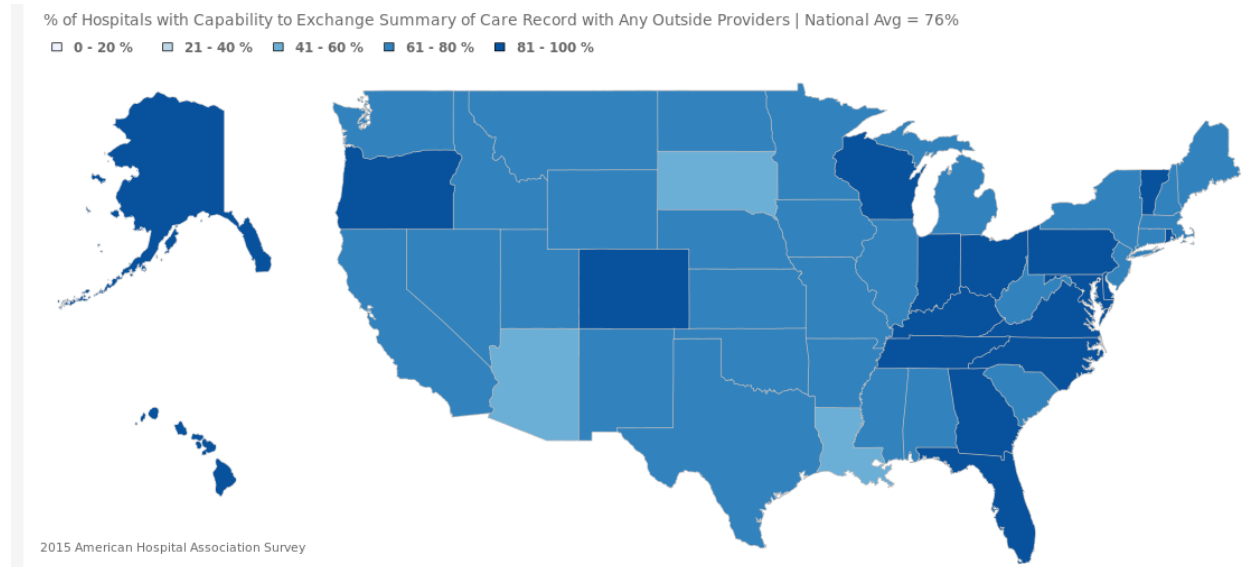 % of Hospitals with Capability to Exchange Summary of Care Record with Any Outside Providers | National Avg = 76%
0 - 20 % 21 - 40 % 41 - 60 % 61 - 80 % 81 - 100 %
2015 American Hospital Association Survey